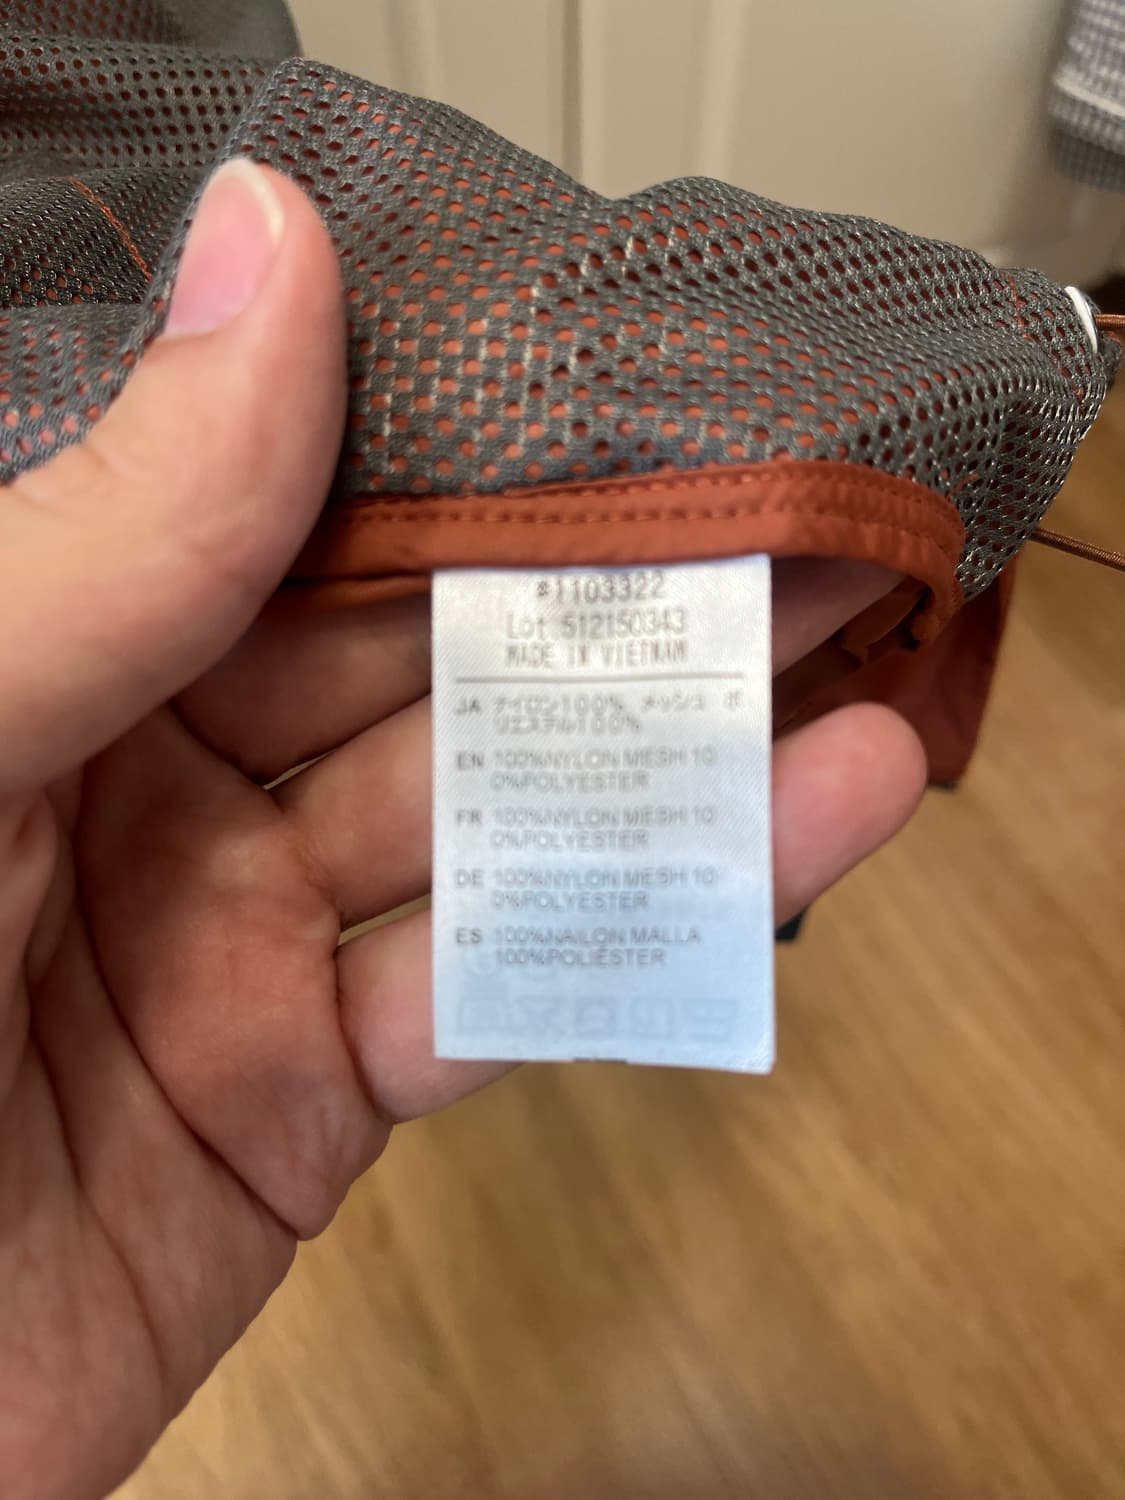 #1103322
Lot 512150343
MADE IN VIETNAM
JA ナイロン100% メッシュ ポ
リエステル100%
EN 100%NYLON MESH 10
0%POLYESTER
FR 100%NYLON MESH 10
0%POLYESTER
DE 100%NYLON MESH 10
0%POLYESTER
ES 100%NAILON MALLA
100%POLIÉSTER